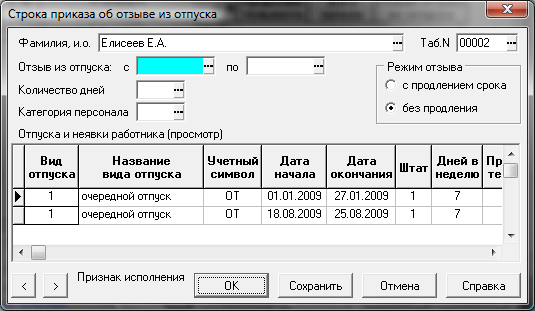 Строка приказа об отзыве из отпуска
Фамилия, и.о. Елисеев Е.А. ... Таб.N 00002 ...
Отзыв из отпуска: с ... по ...
Режим отзыва
Количество дней ...
с продлением срока
Категория персонала ...
без продления
Отпуска и неявки работника (просмотр)
Вид отпуска Название вида отпуска Учетный символ Дата начала Дата окончания Штат Дней в неделю Пр те
1 очередной отпуск ОТ 01.01.2009 27.01.2009 1 7
1 очередной отпуск ОТ 18.08.2009 25.08.2009 1 7
< > Признак исполнения OK Сохранить Отмена Справка